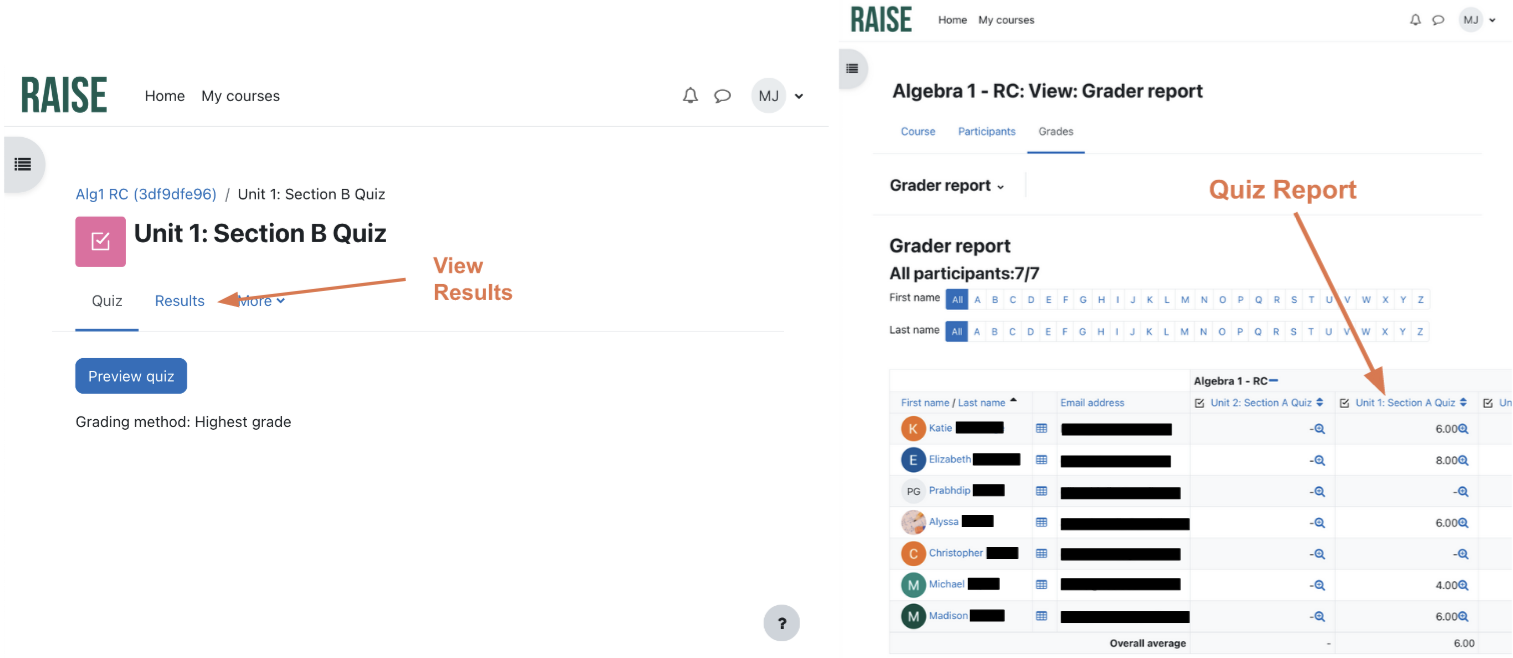 RAISE Home My courses MJ
Alg1 RC (3df9dfe96) / Unit 1: Section B Quiz
Unit 1: Section B Quiz
View
Results
Quiz Results More
Preview quiz
Grading method: Highest grade
?
RAISE Home My courses MJ
Algebra 1 - RC: View: Grader report
Course Participants Grades
Grader report
Quiz Report
Grader report
All participants:7/7
First name All A B C D E F G H I J K L M N O P Q R S T U V W X Y Z
Last name All A B C D E F G H I J K L M N O P Q R S T U V W X Y Z
Algebra 1 - RC
First name / Last name Email address Unit 2: Section A Quiz Unit 1: Section A Quiz Un
K Katie - 6.00
E Elizabeth - 8.00
PG Prabhdip - -
Alyssa - 6.00
C Christopher - -
M Michael - 4.00
M Madison - 6.00
Overall average - 6.00